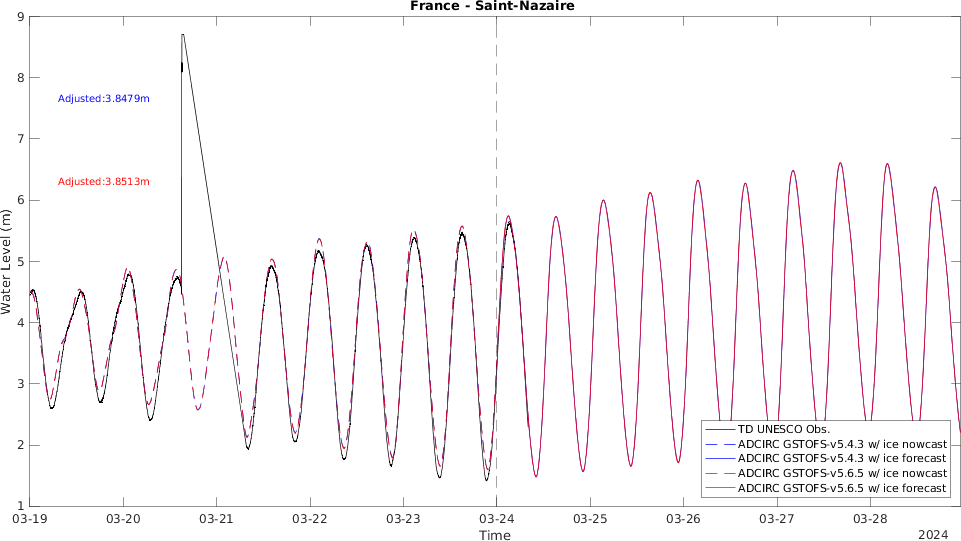 France - Saint-Nazaire
9
8
7
6
5
4
3
2
1
Water Level (m)
Adjusted:3.8479m
Adjusted:3.8513m
TD UNESCO Obs.
ADCIRC GSTOFS-v5.4.3 w/ ice nowcast
ADCIRC GSTOFS-v5.4.3 w/ ice forecast
ADCIRC GSTOFS-v5.6.5 w/ ice nowcast
ADCIRC GSTOFS-v5.6.5 w/ ice forecast
03-19 03-20 03-21 03-22 03-23 03-24 03-25 03-26 03-27 03-28
Time
2024